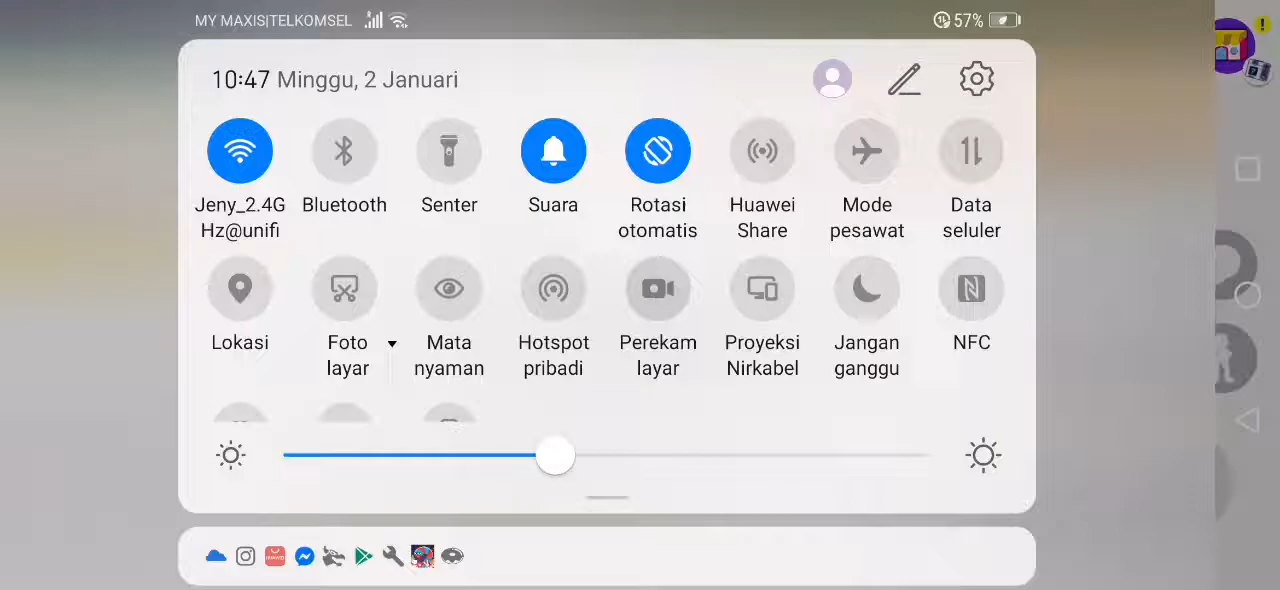 MY MAXIS|TELKOMSEL
57%
10:47 Minggu, 2 Januari
Jeny_2.4G
Hz@unifi
Bluetooth
Senter
Suara
Rotasi
otomatis
Huawei
Share
Mode
pesawat
Data
seluler
Lokasi
Foto
layar
Mata
nyaman
Hotspot
pribadi
Perekam
layar
Proyeksi
Nirkabel
Jangan
ganggu
NFC